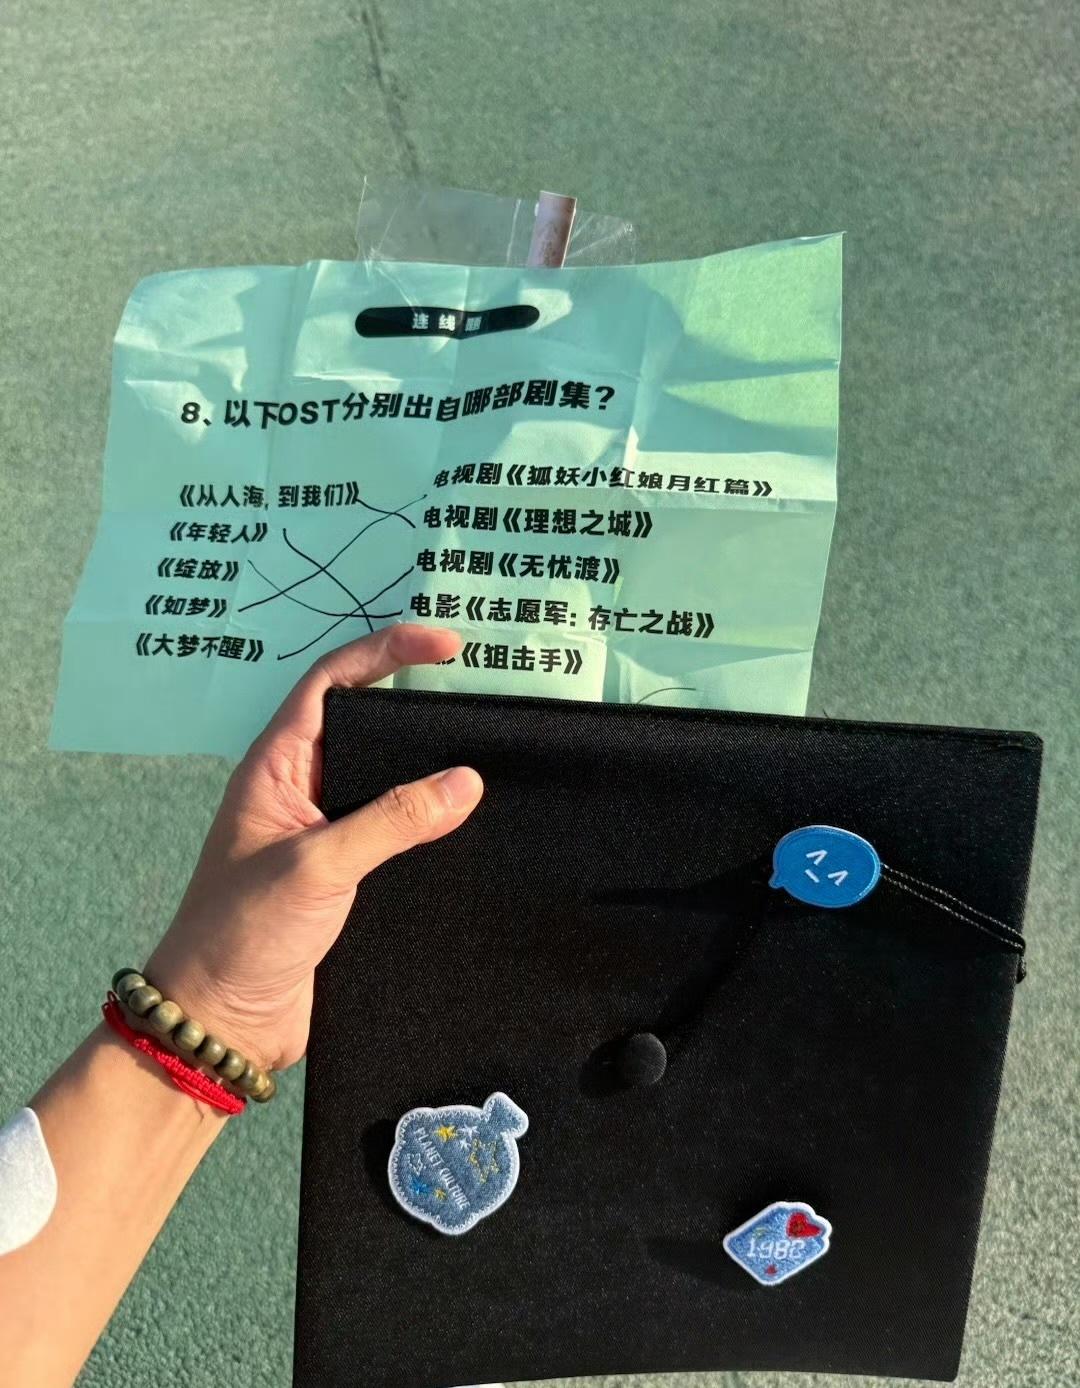 连线题
8、以下OST分别出自哪部剧集？
《从人海，到我们》
《年轻人》
《绽放》
《如梦》
《大梦不醒》
电视剧《狐妖小红娘月红篇》
电视剧《理想之城》
电视剧《无忧渡》
电影《志愿军：存亡之战》
影《狙击手》
PLANET CULTURE
1982